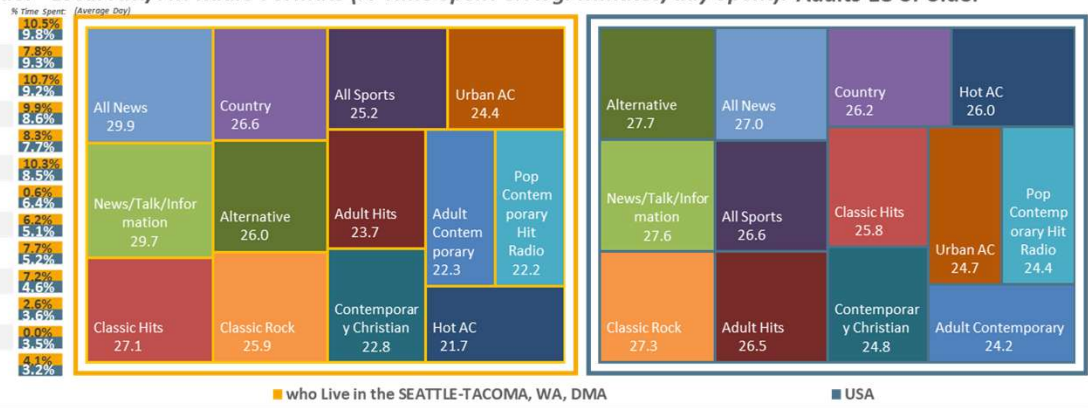 % Time Spent:
(Average Day)
Adults 18 or Older
10.5%
9.8%
7.8%
9.3%
10.7%
9.2%
9.9%
8.6%
8.3%
7.7%
10.3%
8.5%
0.6%
6.4%
6.2%
5.1%
7.7%
5.2%
7.2%
4.6%
2.6%
3.6%
0.0%
3.5%
4.1%
3.2%
All News
29.9
Country
26.6
All Sports
25.2
Urban AC
24.4
News/Talk/Infor
mation
29.7
Alternative
26.0
Adult Hits
23.7
Adult
Contem
porary
22.3
Pop
Contem
porary
Hit
Radio
22.2
Classic Hits
27.1
Classic Rock
25.9
Contemporar
y Christian
22.8
Hot AC
21.7
Alternative
27.7
All News
27.0
Country
26.2
Hot AC
26.0
News/Talk/Infor
mation
27.6
All Sports
26.6
Classic Hits
25.8
Urban AC
24.7
Pop
Contemp
orary Hit
Radio
24.4
Classic Rock
27.3
Adult Hits
26.5
Contemporar
y Christian
24.8
Adult Contemporary
24.2
who Live in the SEATTLE-TACOMA, WA, DMA
USA